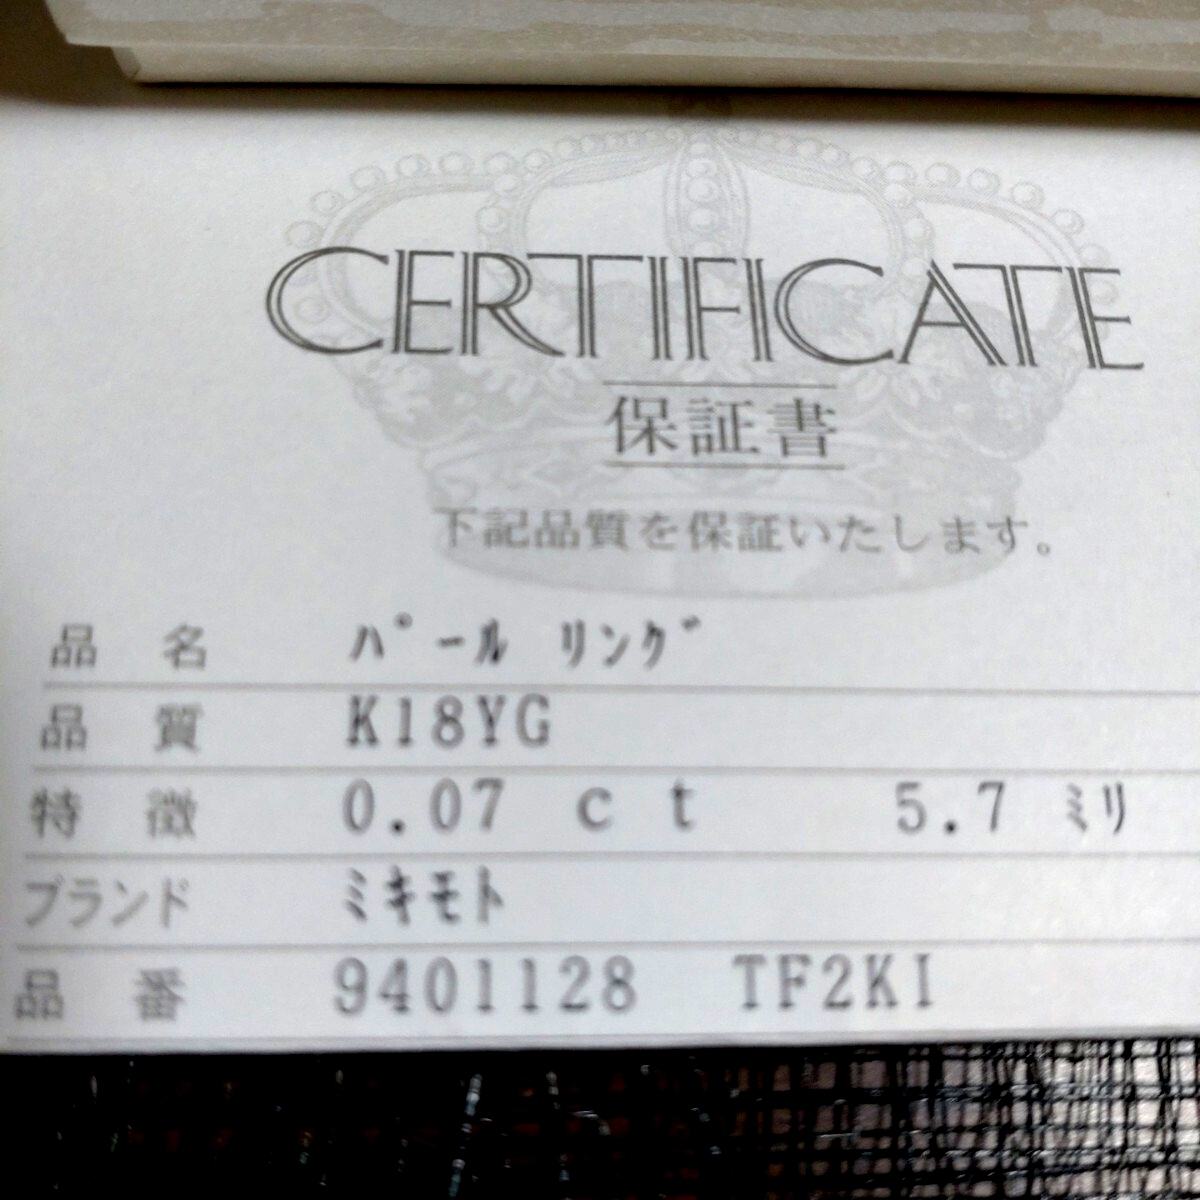 CERTIFICATE
保証書
下記品質を保証いたします。
品 名 ﾊﾟｰﾙ ﾘﾝｸﾞ
品 質 K18YG
特 徴 0.07 ct 5.7 ﾐﾘ
ブランド ﾐｷﾓﾄ
品 番 9401128 TF2KI